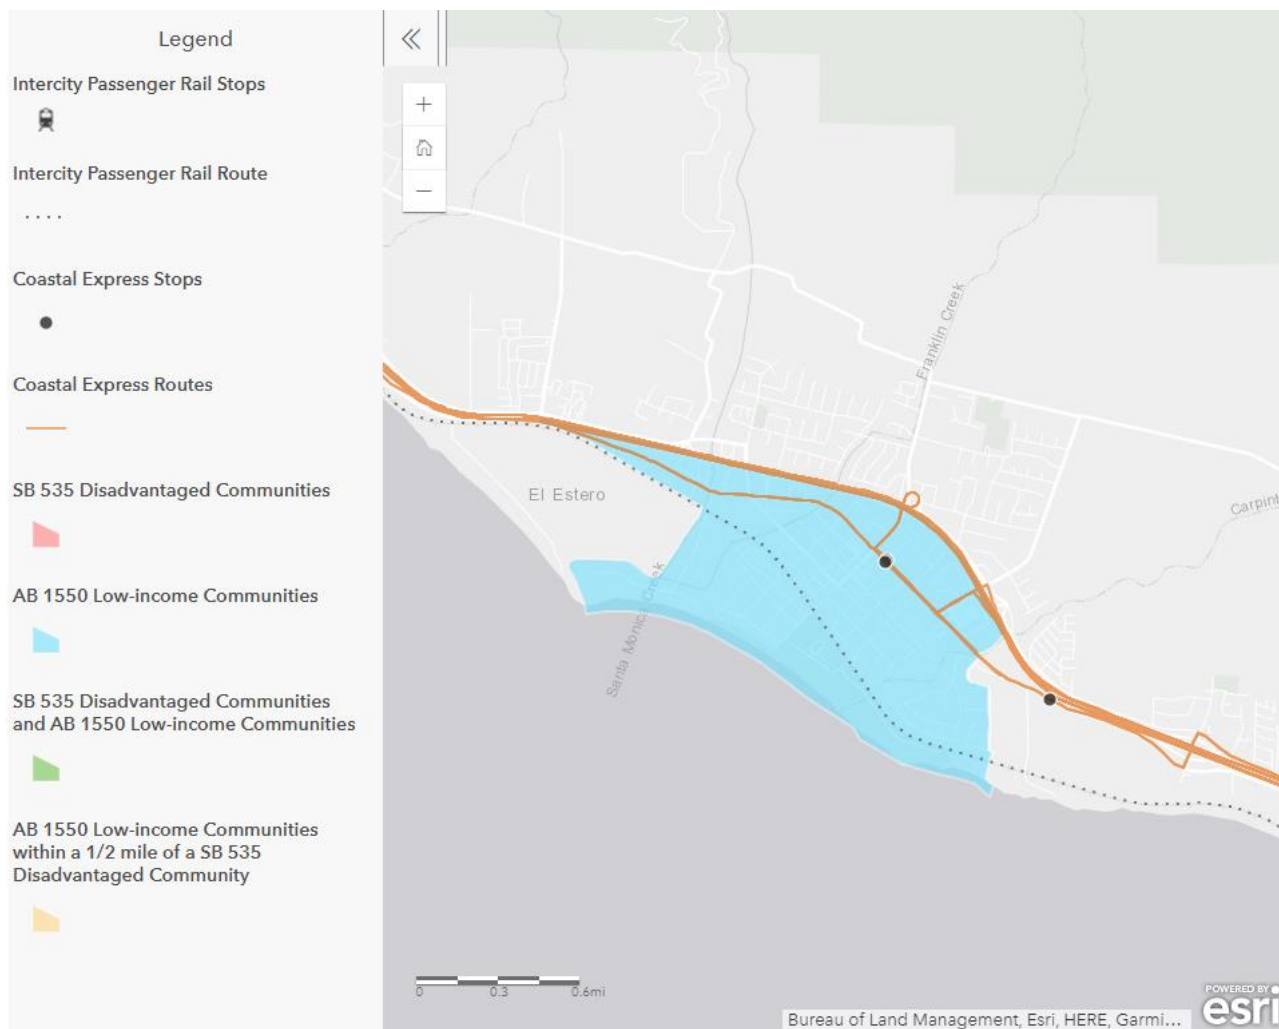 Legend
Intercity Passenger Rail Stops
Intercity Passenger Rail Route
Coastal Express Stops
Coastal Express Routes
SB 535 Disadvantaged Communities
AB 1550 Low-income Communities
SB 535 Disadvantaged Communities
and AB 1550 Low-income Communities
AB 1550 Low-income Communities
within a 1/2 mile of a SB 535
Disadvantaged Community
Franklin Creek
El Estero
Carpint
Santa Monica Creek
0 0.3 0.6mi
Bureau of Land Management, Esri, HERE, Garmi...
POWERED BY
esri